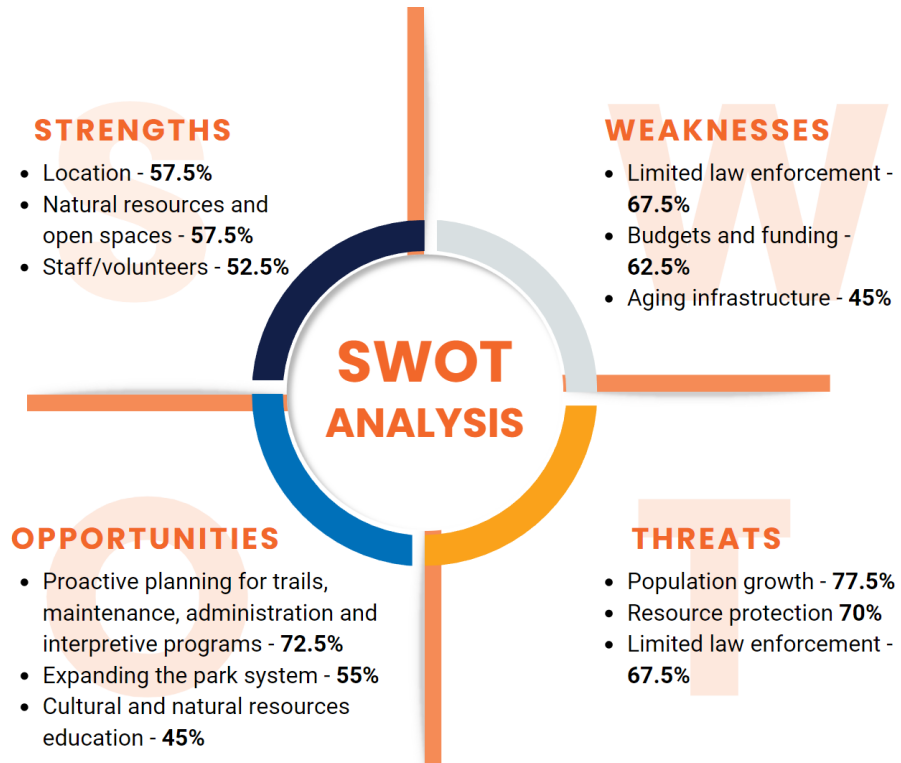 STRENGTHS
• Location - 57.5%
• Natural resources and
open spaces - 57.5%
• Staff/volunteers - 52.5%
WEAKNESSES
• Limited law enforcement -
67.5%
• Budgets and funding -
62.5%
• Aging infrastructure - 45%
SWOT
ANALYSIS
OPPORTUNITIES
• Proactive planning for trails,
maintenance, administration and
interpretive programs - 72.5%
• Expanding the park system - 55%
• Cultural and natural resources
education - 45%
THREATS
• Population growth - 77.5%
• Resource protection 70%
• Limited law enforcement -
67.5%
S
W
O
T